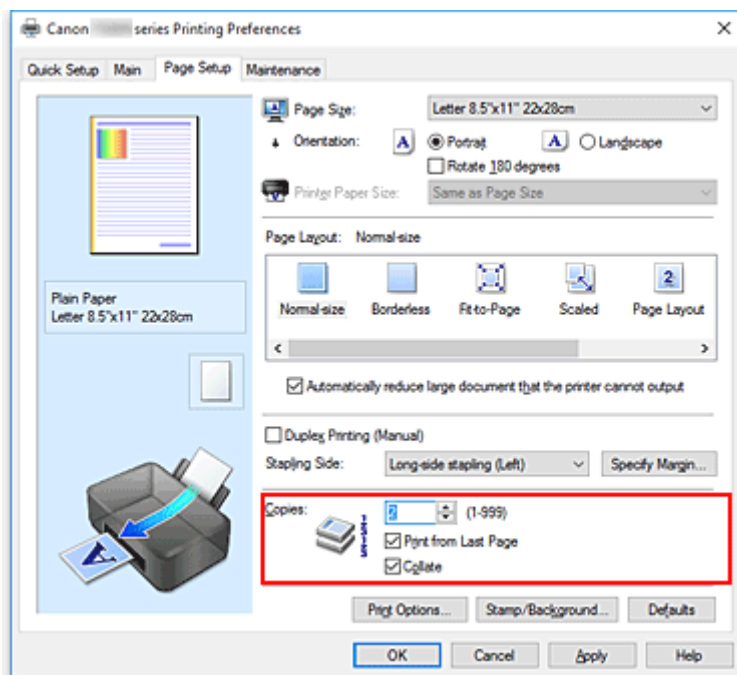 Canon series Printing Preferences
Quick Setup Main Page Setup Maintenance
Page Size: Letter 8.5"x11" 22x28cm
Orientation: A Portrait A Landscape
Rotate 180 degrees
Printer Paper Size: Same as Page Size
Page Layout: Normal-size
2
Normal-size Borderless Fit-to-Page Scaled Page Layout
Plain Paper
Letter 8.5"x11" 22x28cm
Automatically reduce large document that the printer cannot output
Duplex Printing (Manual)
Stapling Side: Long-side stapling (Left) Specify Margin...
Copies: 2 (1-999)
Print from Last Page
Collate
A
Print Options... Stamp/Background... Defaults
OK Cancel Apply Help